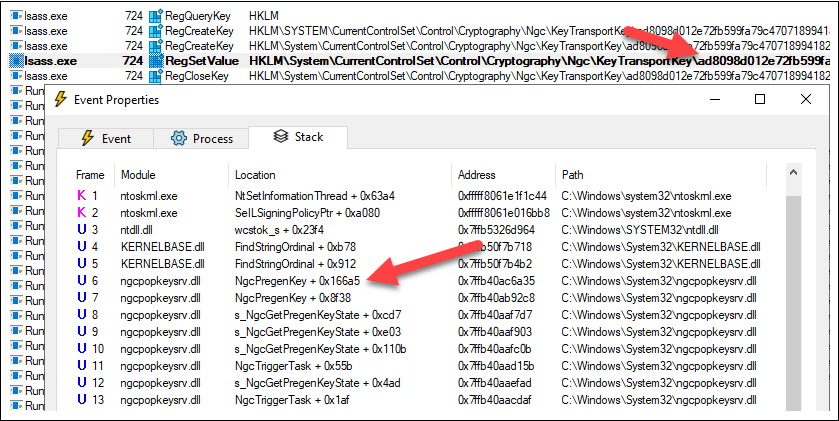 lsass.exe 724 RegQueryKey HKLM
lsass.exe 724 RegCreateKey HKLM\SYSTEM\CurrentControlSet\Control\Cryptography\Ngc\KeyTransportKey\ad8098d012e72fb599fa79c470718994182
lsass.exe 724 RegCreateKey HKLM\System\CurrentControlSet\Control\Cryptography\Ngc\KeyTransportKey\ad8098d012e72fb599fa79c470718994182
lsass.exe 724 RegSetValue HKLM\System\CurrentControlSet\Control\Cryptography\Ngc\KeyTransportKey\ad8098d012e72fb599fa
lsass.exe 724 RegCloseKey HKLM\System\CurrentControlSet\Control\Cryptography\Ngc\KeyTransportKey\ad8098d012e72fb599fa79c470718994182
Event Properties
Event Process Stack
Frame Module Location Address Path
K 1 ntoskrnl.exe NtSetInformationThread + 0x63a4 0xfffff8061e1f1c44 C:\Windows\system32\ntoskrnl.exe
K 2 ntoskrnl.exe SeILSigningPolicyPtr + 0xa080 0xfffff8061e016bb8 C:\Windows\system32\ntoskrnl.exe
U 3 ntdll.dll wcstok_s + 0x23f4 0x7ffb5326d964 C:\Windows\SYSTEM32\ntdll.dll
U 4 KERNELBASE.dll FindStringOrdinal + 0xb78 0x7ffb50f7b718 C:\Windows\System32\KERNELBASE.dll
U 5 KERNELBASE.dll FindStringOrdinal + 0x912 0x7ffb50f7b4b2 C:\Windows\System32\KERNELBASE.dll
U 6 ngcpopkeysrv.dll NgcPregenKey + 0x166a5 0x7ffb40ac6a35 C:\Windows\System32\ngcpopkeysrv.dll
U 7 ngcpopkeysrv.dll NgcPregenKey + 0x8f38 0x7ffb40ab92c8 C:\Windows\System32\ngcpopkeysrv.dll
U 8 ngcpopkeysrv.dll s_NgcGetPregenKeyState + 0xcd7 0x7ffb40aaf7d7 C:\Windows\System32\ngcpopkeysrv.dll
U 9 ngcpopkeysrv.dll s_NgcGetPregenKeyState + 0xe03 0x7ffb40aaf903 C:\Windows\System32\ngcpopkeysrv.dll
U 10 ngcpopkeysrv.dll s_NgcGetPregenKeyState + 0x110b 0x7ffb40aafc0b C:\Windows\System32\ngcpopkeysrv.dll
U 11 ngcpopkeysrv.dll NgcTriggerTask + 0x55b 0x7ffb40aad15b C:\Windows\System32\ngcpopkeysrv.dll
U 12 ngcpopkeysrv.dll s_NgcGetPregenKeyState + 0x4ad 0x7ffb40aaefad C:\Windows\System32\ngcpopkeysrv.dll
U 13 ngcpopkeysrv.dll NgcTriggerTask + 0x1af 0x7ffb40aacdaf C:\Windows\System32\ngcpopkeysrv.dll